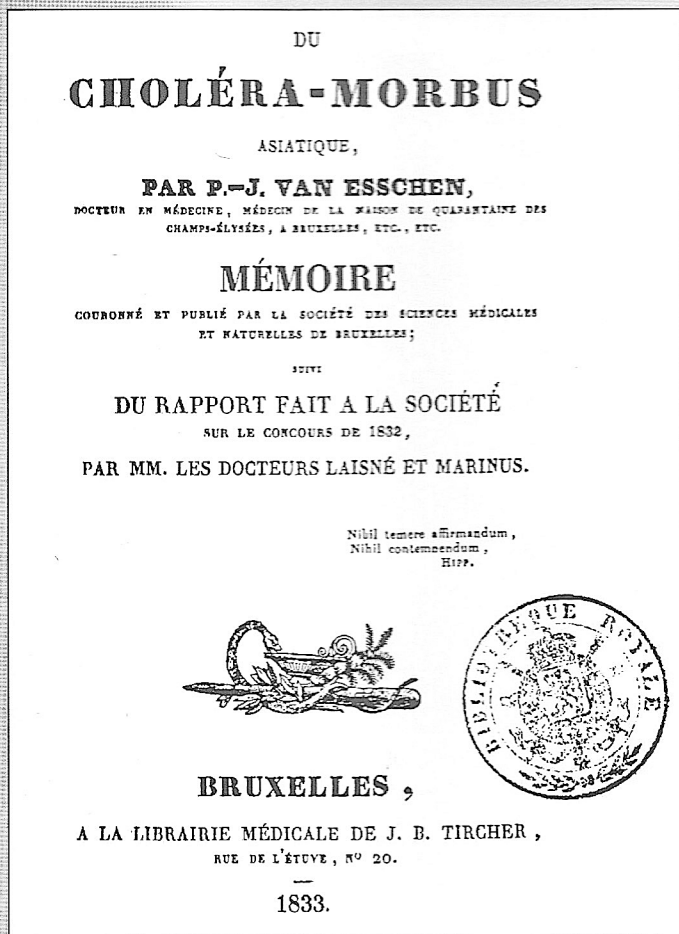 DU
CHOLÉRA-MORBUS
ASIATIQUE,
PAR P.-J. VAN ESSCHEN,
DOCTEUR EN MÉDECINE, MÉDECIN DE LA MAISON DE QUARANTAINE DES
CHAMPS-ÉLYSÉES, A BRUXELLES, ETC., ETC.
MÉMOIRE
COURONNÉ ET PUBLIÉ PAR LA SOCIÉTÉ DES SCIENCES MÉDICALES
ET NATURELLES DE BRUXELLES;
SUIVI
DU RAPPORT FAIT A LA SOCIÉTÉ
SUR LE CONCOURS DE 1832,
PAR MM. LES DOCTEURS LAISNÉ ET MARINUS.
Nihil temere affirmandum,
Nihil contemnendum,
HIPP.
BIBLIOTHEQUE ROYALE
BRUXELLES,
A LA LIBRAIRIE MÉDICALE DE J. B. TIRCHER,
RUE DE L'ÉTUVE, Nº 20.
1833.